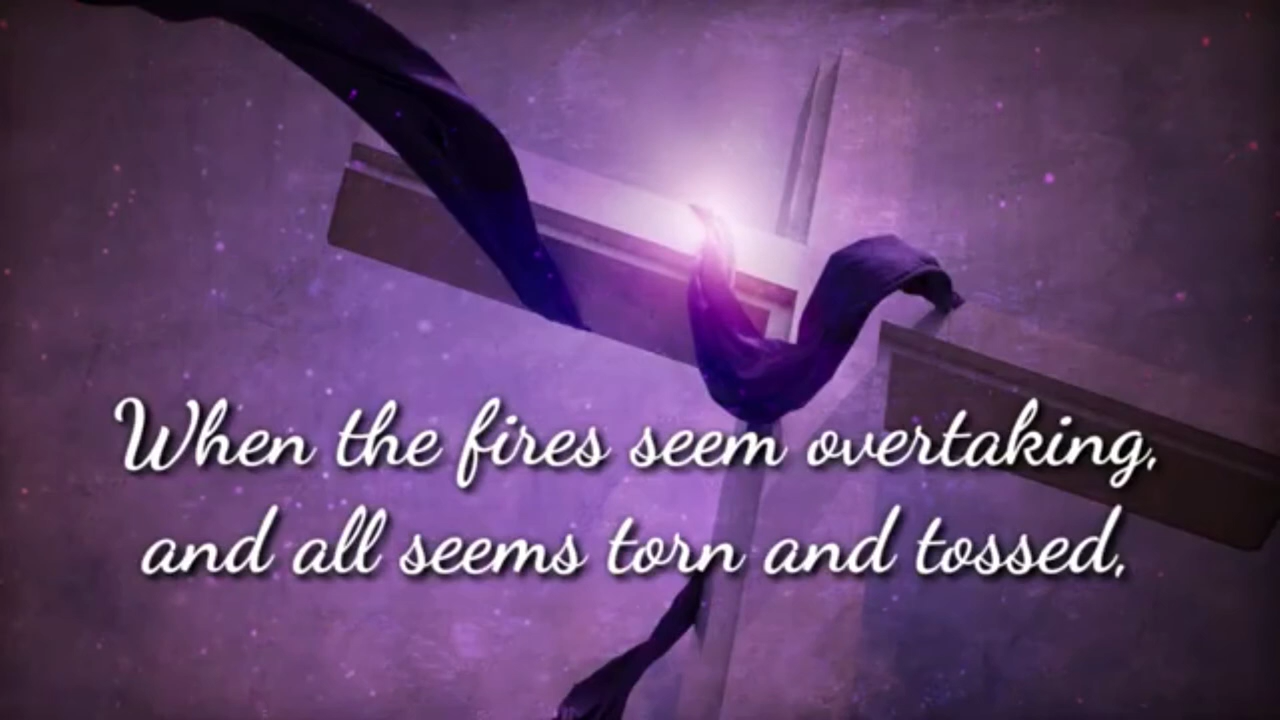 When the fires seem overtaking,
and all seems torn and tossed,